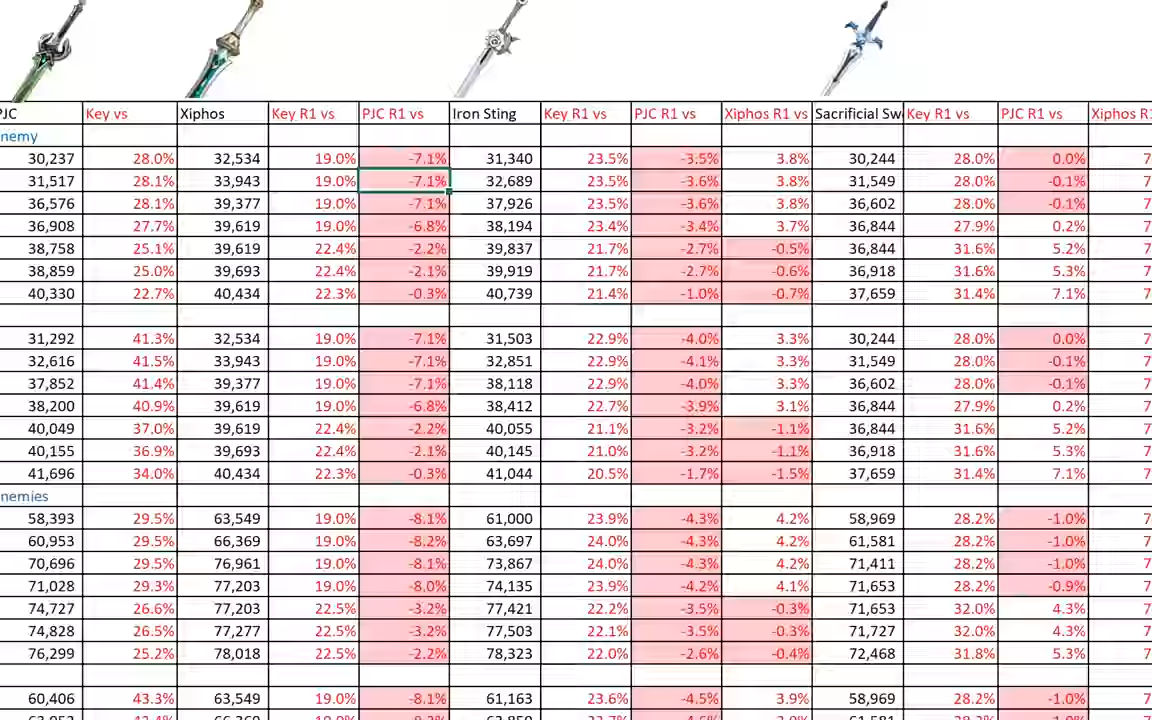 PJC Key vs Xiphos Key R1 vs PJC R1 vs Iron Sting Key R1 vs PJC R1 vs Xiphos R1 vs Sacrificial Sw Key R1 vs PJC R1 vs Xiphos R1
nemy
30,237 28.0% 32,534 19.0% -7.1% 31,340 23.5% -3.5% 3.8% 30,244 28.0% 0.0% 7
31,517 28.1% 33,943 19.0% -7.1% 32,689 23.5% -3.6% 3.8% 31,549 28.0% -0.1% 7
36,576 28.1% 39,377 19.0% -7.1% 37,926 23.5% -3.6% 3.8% 36,602 28.0% -0.1% 7
36,908 27.7% 39,619 19.0% -6.8% 38,194 23.4% -3.4% 3.7% 36,844 27.9% 0.2% 7
38,758 25.1% 39,619 22.4% -2.2% 39,837 21.7% -2.7% -0.5% 36,844 31.6% 5.2% 7
38,859 25.0% 39,693 22.4% -2.1% 39,919 21.7% -2.7% -0.6% 36,918 31.6% 5.3% 7
40,330 22.7% 40,434 22.3% -0.3% 40,739 21.4% -1.0% -0.7% 37,659 31.4% 7.1% 7
31,292 41.3% 32,534 19.0% -7.1% 31,503 22.9% -4.0% 3.3% 30,244 28.0% 0.0% 7
32,616 41.5% 33,943 19.0% -7.1% 32,851 22.9% -4.1% 3.3% 31,549 28.0% -0.1% 7
37,852 41.4% 39,377 19.0% -7.1% 38,118 22.9% -4.0% 3.3% 36,602 28.0% -0.1% 7
38,200 40.9% 39,619 19.0% -6.8% 38,412 22.7% -3.9% 3.1% 36,844 27.9% 0.2% 7
40,049 37.0% 39,619 22.4% -2.2% 40,055 21.1% -3.2% -1.1% 36,844 31.6% 5.2% 7
40,155 36.9% 39,693 22.4% -2.1% 40,145 21.0% -3.2% -1.1% 36,918 31.6% 5.3% 7
41,696 34.0% 40,434 22.3% -0.3% 41,044 20.5% -1.7% -1.5% 37,659 31.4% 7.1% 7
nemies
58,393 29.5% 63,549 19.0% -8.1% 61,000 23.9% -4.3% 4.2% 58,969 28.2% -1.0% 7
60,953 29.5% 66,369 19.0% -8.2% 63,697 24.0% -4.3% 4.2% 61,581 28.2% -1.0% 7
70,696 29.5% 76,961 19.0% -8.1% 73,867 24.0% -4.3% 4.2% 71,411 28.2% -1.0% 7
71,028 29.3% 77,203 19.0% -8.0% 74,135 23.9% -4.2% 4.1% 71,653 28.2% -0.9% 7
74,727 26.6% 77,203 22.5% -3.2% 77,421 22.2% -3.5% -0.3% 71,653 32.0% 4.3% 7
74,828 26.5% 77,277 22.5% -3.2% 77,503 22.1% -3.5% -0.3% 71,727 32.0% 4.3% 7
76,299 25.2% 78,018 22.5% -2.2% 78,323 22.0% -2.6% -0.4% 72,468 31.8% 5.3% 7
60,406 43.3% 63,549 19.0% -8.1% 61,163 23.6% -4.5% 3.9% 58,969 28.2% -1.0% 7